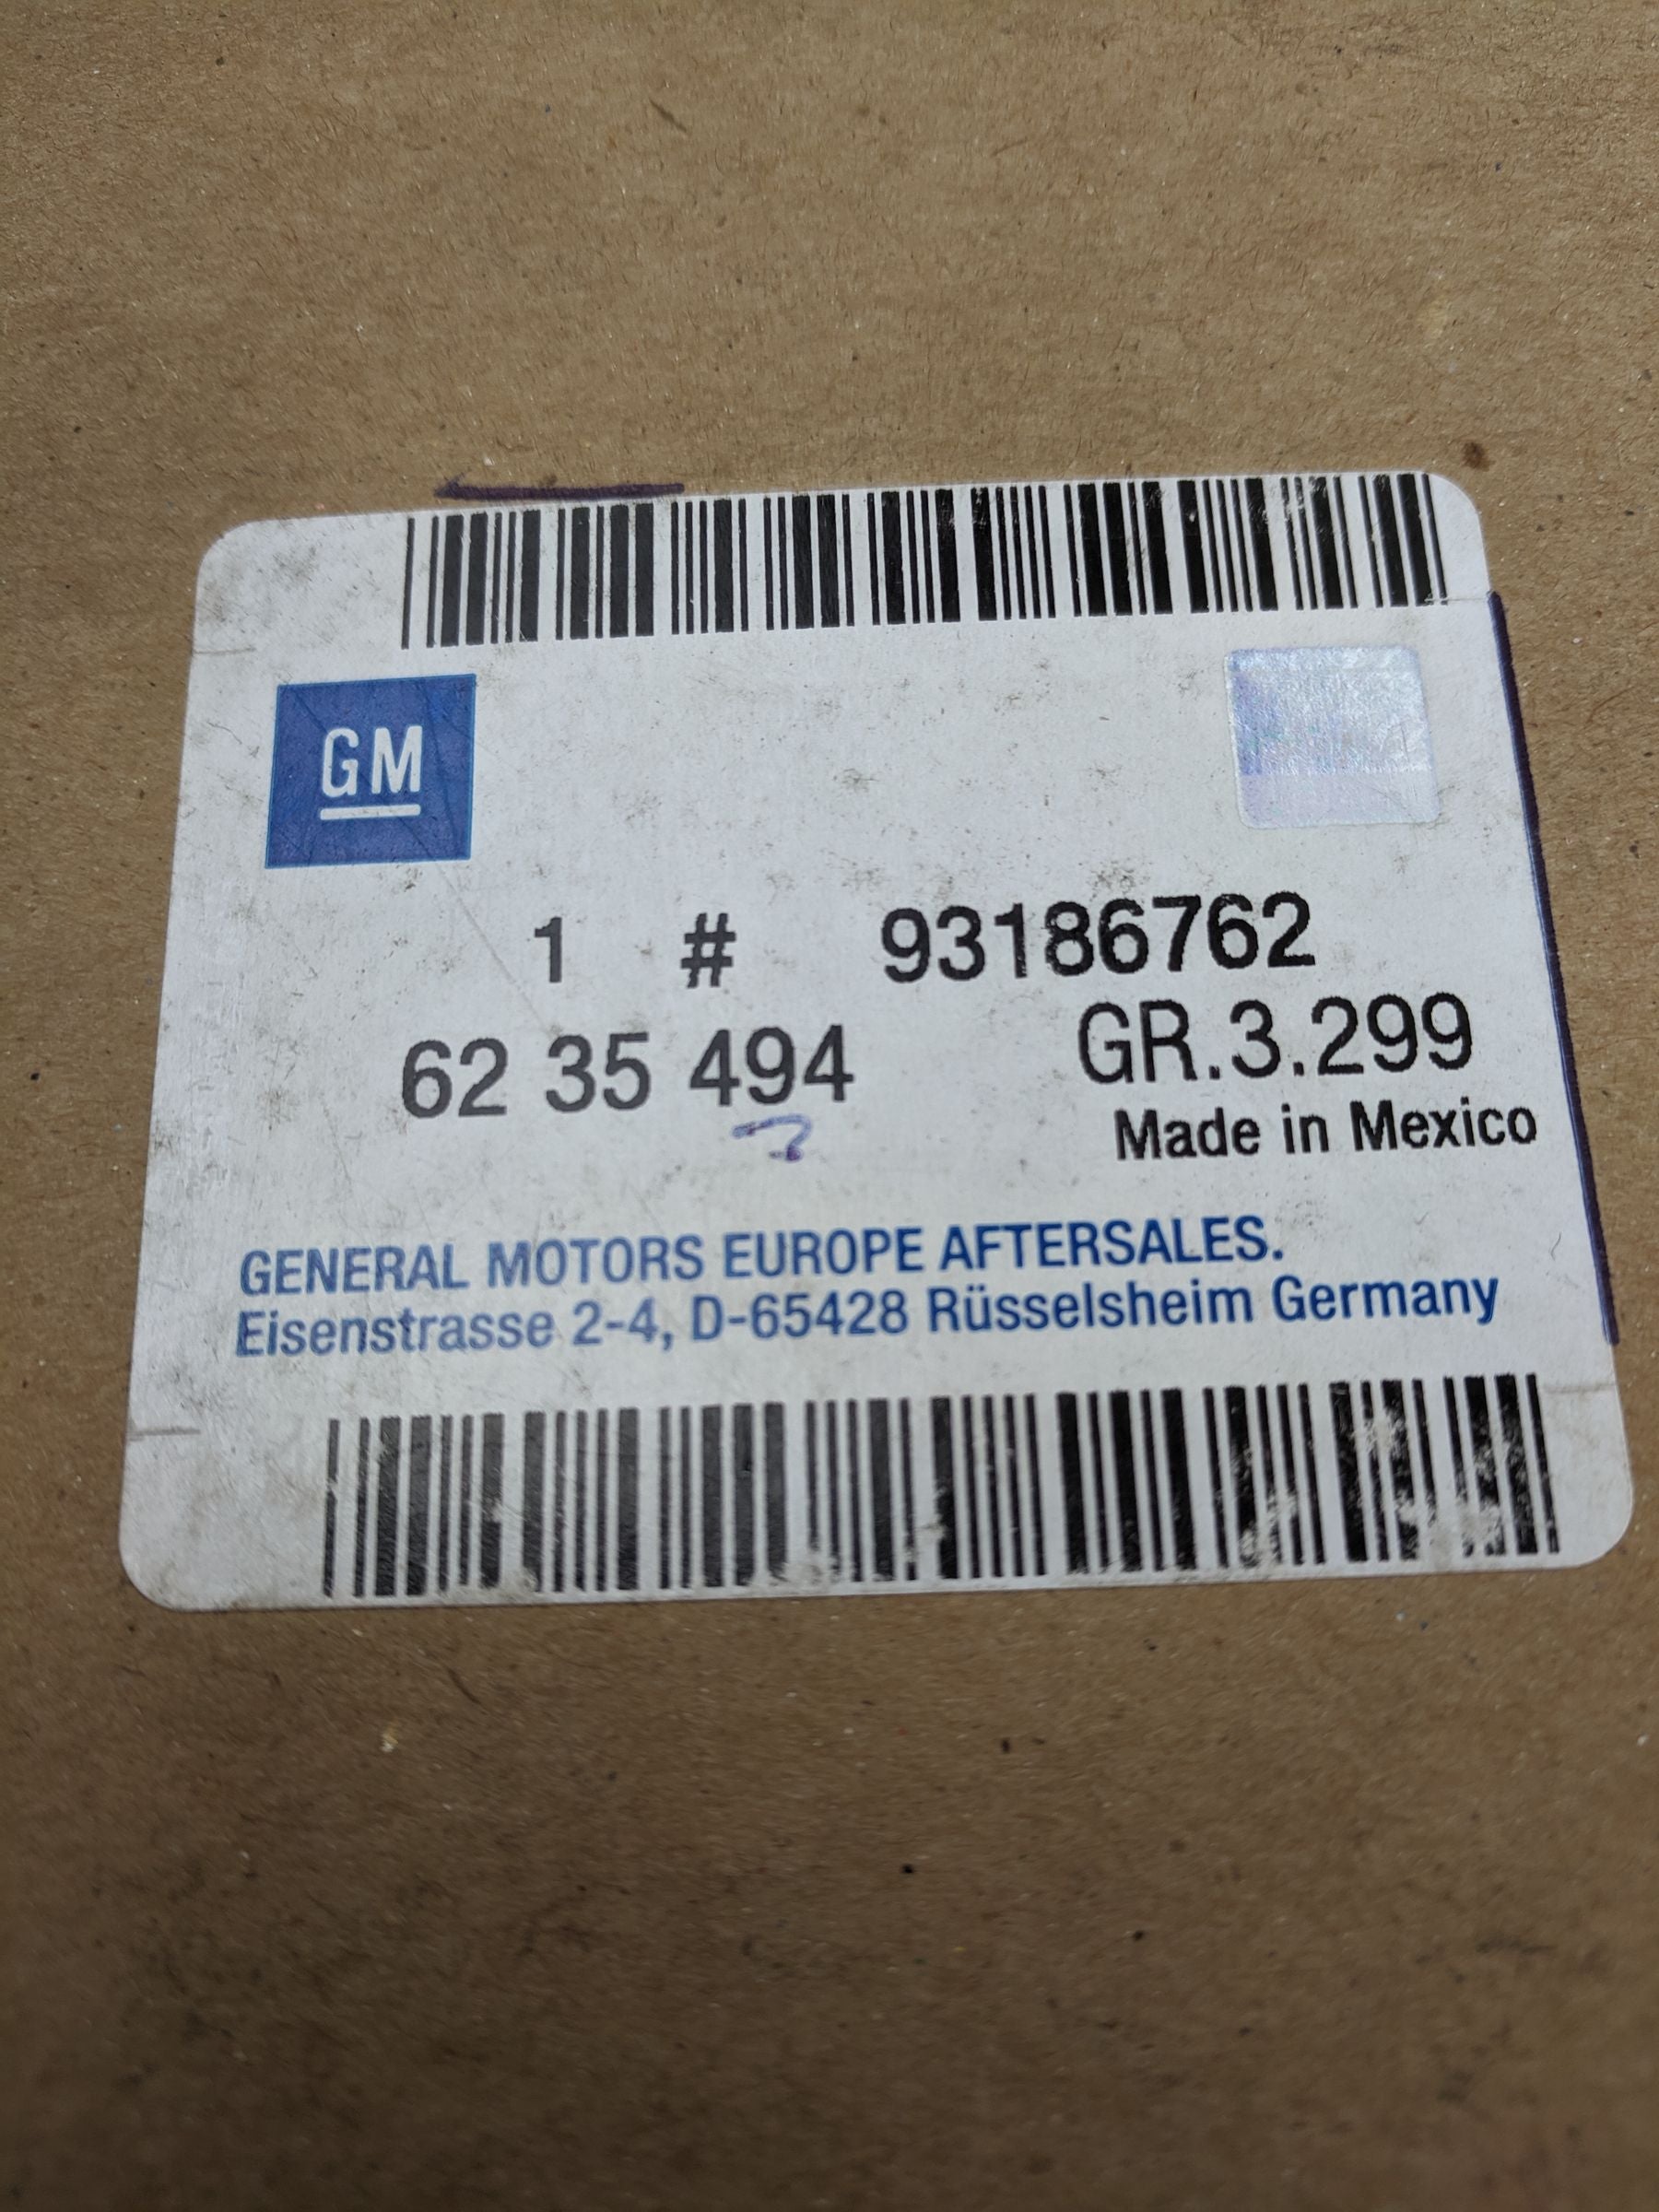 GM
1 # 93186762
62 35 494 GR.3.299
Made in Mexico
GENERAL MOTORS EUROPE AFTERSALES.
Eisenstrasse 2-4, D-65428 Rüsselsheim Germany